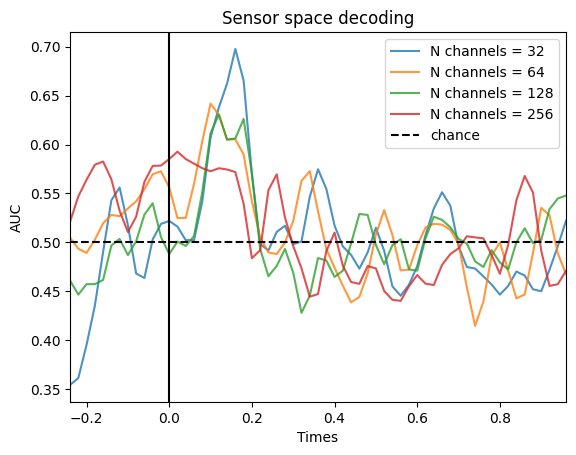 Sensor space decoding
N channels = 32
N channels = 64
N channels = 128
N channels = 256
chance
AUC
0.70
0.65
0.60
0.55
0.50
0.45
0.40
0.35
−0.2
0.0
0.2
0.4
0.6
0.8
Times